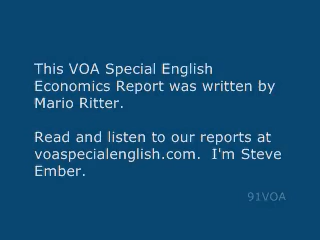 This VOA Special English
Economics Report was written by
Mario Ritter.
Read and listen to our reports at
voaspecialenglish.com.  I'm Steve
Ember.
91VOA